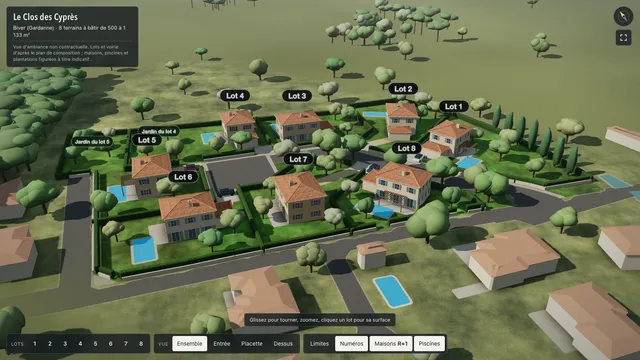 Le Clos des Cyprès
Biver (Gardanne) · 8 terrains à bâtir de 500 à 1
133 m²
Vue d'ambiance non contractuelle. Lots et voirie
d'après le plan de composition ; maisons, piscines et
plantations figurées à titre indicatif.
Lot 2
Lot 4
Lot 3
Lot 1
Jardin du lot 4
Jardin du lot 5
Lot 5
Lot 8
Lot 7
Lot 6
Glissez pour tourner, zoomez, cliquez un lot pour sa surface
LOTS 1 2 3 4 5 6 7 8
VUE Ensemble Entrée Placette Dessus
Limites Numéros Maisons R+1 Piscines